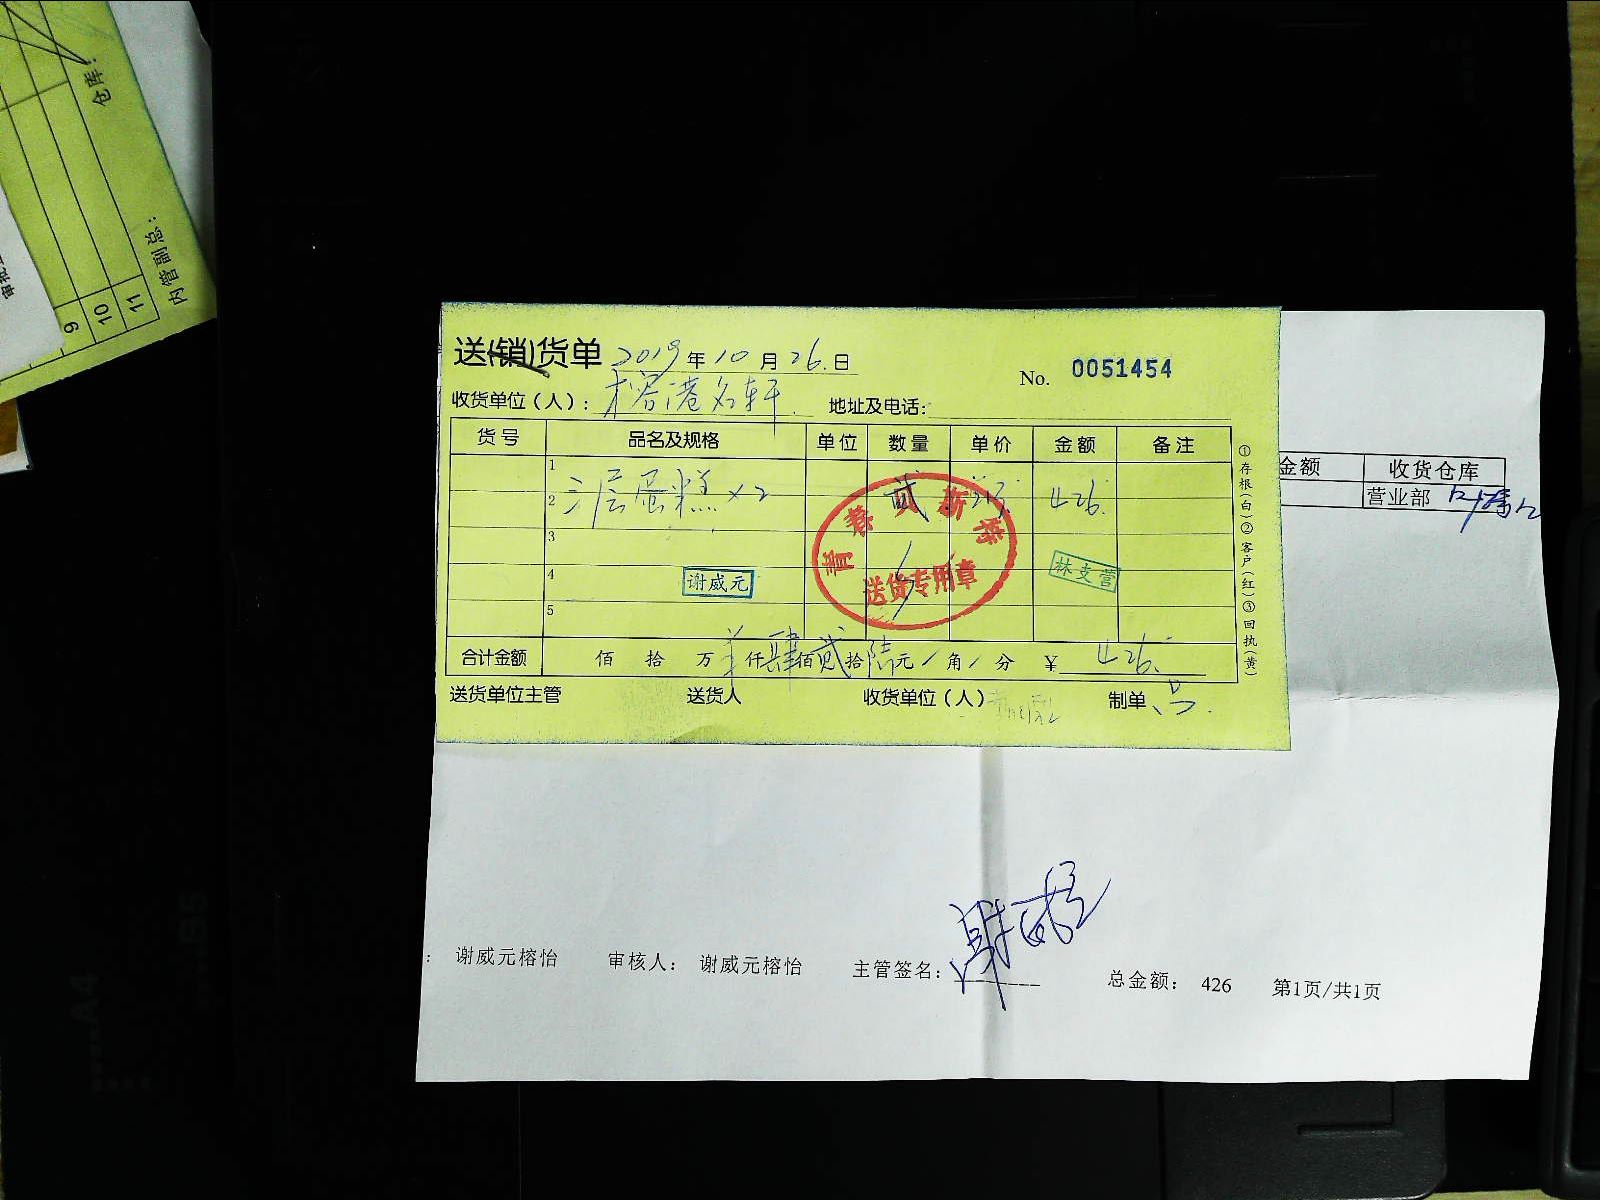 仓库：
内管副总：
9
10
11
送(销)货单 2019年10月26日
No. 0051454
收货单位(人)：榕港名轩 地址及电话：
货号 品名及规格 单位 数量 单价 金额 备注
1
2 三层蛋糕×2 贰 213 426.
3
4
5
谢威元
林支营
送货专用章
合计金额 佰 拾 万 仟肆佰贰拾陆元/角/分 ¥ 426.
送货单位主管 送货人 收货单位(人) 制单
①存根(白)②客户(红)③回执(黄)
金额 收货仓库
营业部
： 谢威元榕怡 审核人： 谢威元榕怡 主管签名： 总金额： 426 第1页/共1页
A4
B5